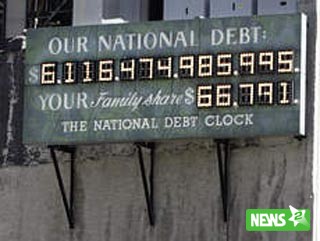 OUR NATIONAL DEBT:
$6,116,474,985,995.
YOUR Family share $66,791.
THE NATIONAL DEBT CLOCK
NEWS